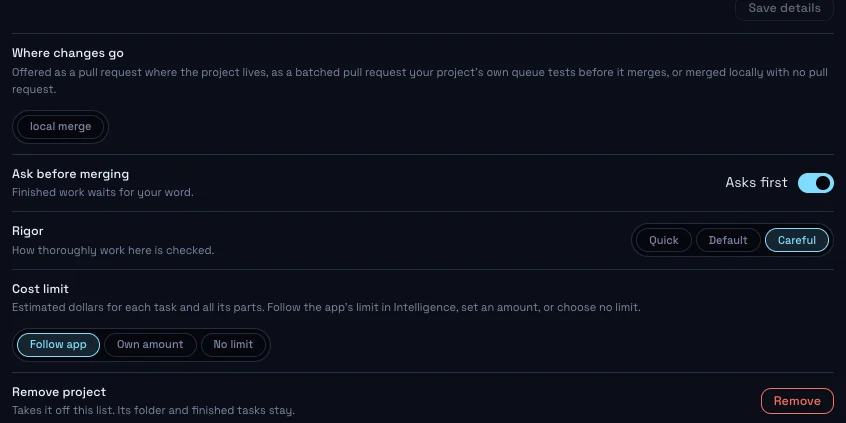 Save details
Where changes go
Offered as a pull request where the project lives, as a batched pull request your project's own queue tests before it merges, or merged locally with no pull
request.
local merge
Ask before merging
Finished work waits for your word.
Asks first
Rigor
How thoroughly work here is checked.
Quick Default Careful
Cost limit
Estimated dollars for each task and all its parts. Follow the app's limit in Intelligence, set an amount, or choose no limit.
Follow app Own amount No limit
Remove project
Takes it off this list. Its folder and finished tasks stay.
Remove